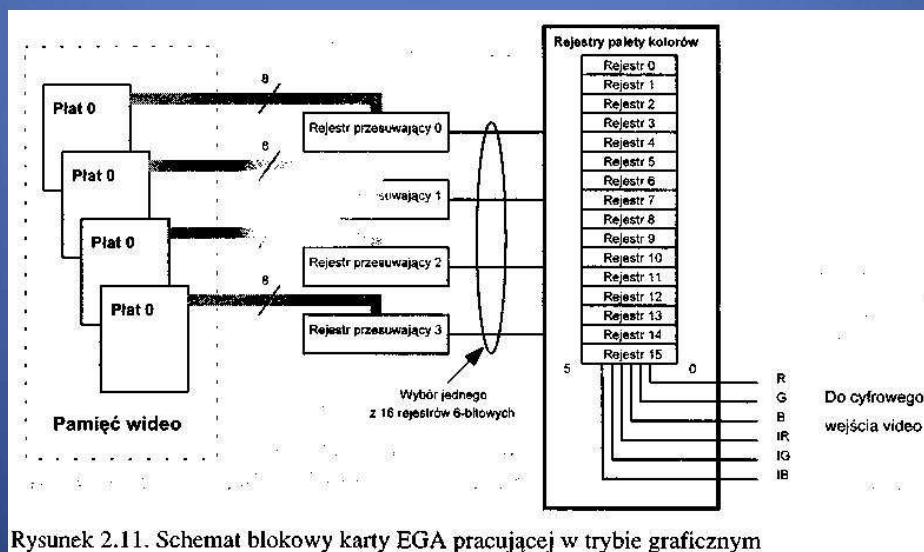 Rejestry palety kolorów
Rejestr 0
Rejestr 1
Rejestr 2
Rejestr 3
Rejestr 4
Rejestr 5
Rejestr 6
Rejestr 7
Rejestr 8
Rejestr 9
Rejestr 10
Rejestr 11
Rejestr 12
Rejestr 13
Rejestr 14
Rejestr 15
5 0
8
Płat 0
Rejestr przesuwający 0
8
Płat 0
suwający 1
Płat 0
Rejestr przesuwający 2
8
Płat 0
Rejestr przesuwający 3
Wybór jednego
z 16 rejestrów 6-bitowych
Pamięć wideo
R
G
B
IR
IG
IB
Do cyfrowego
wejścia video
Rysunek 2.11. Schemat blokowy karty EGA pracującej w trybie graficznym